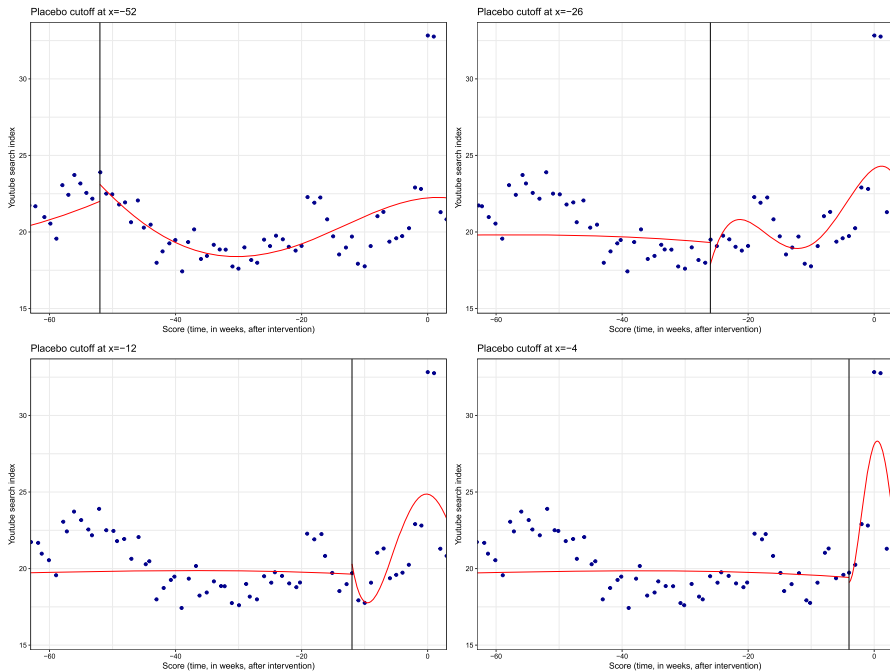 Placebo cutoff at x=−52
Youtube search index
35
30
25
20
15
−60
−40
−20
0
Score (time, in weeks, after intervention)
Placebo cutoff at x=−26
Youtube search index
30
25
20
15
−60
−40
−20
0
Score (time, in weeks, after intervention)
Placebo cutoff at x=−12
Youtube search index
30
25
20
15
−60
−40
−20
0
Score (time, in weeks, after intervention)
Placebo cutoff at x=−4
Youtube search index
30
25
20
15
−60
−40
−20
0
Score (time, in weeks, after intervention)